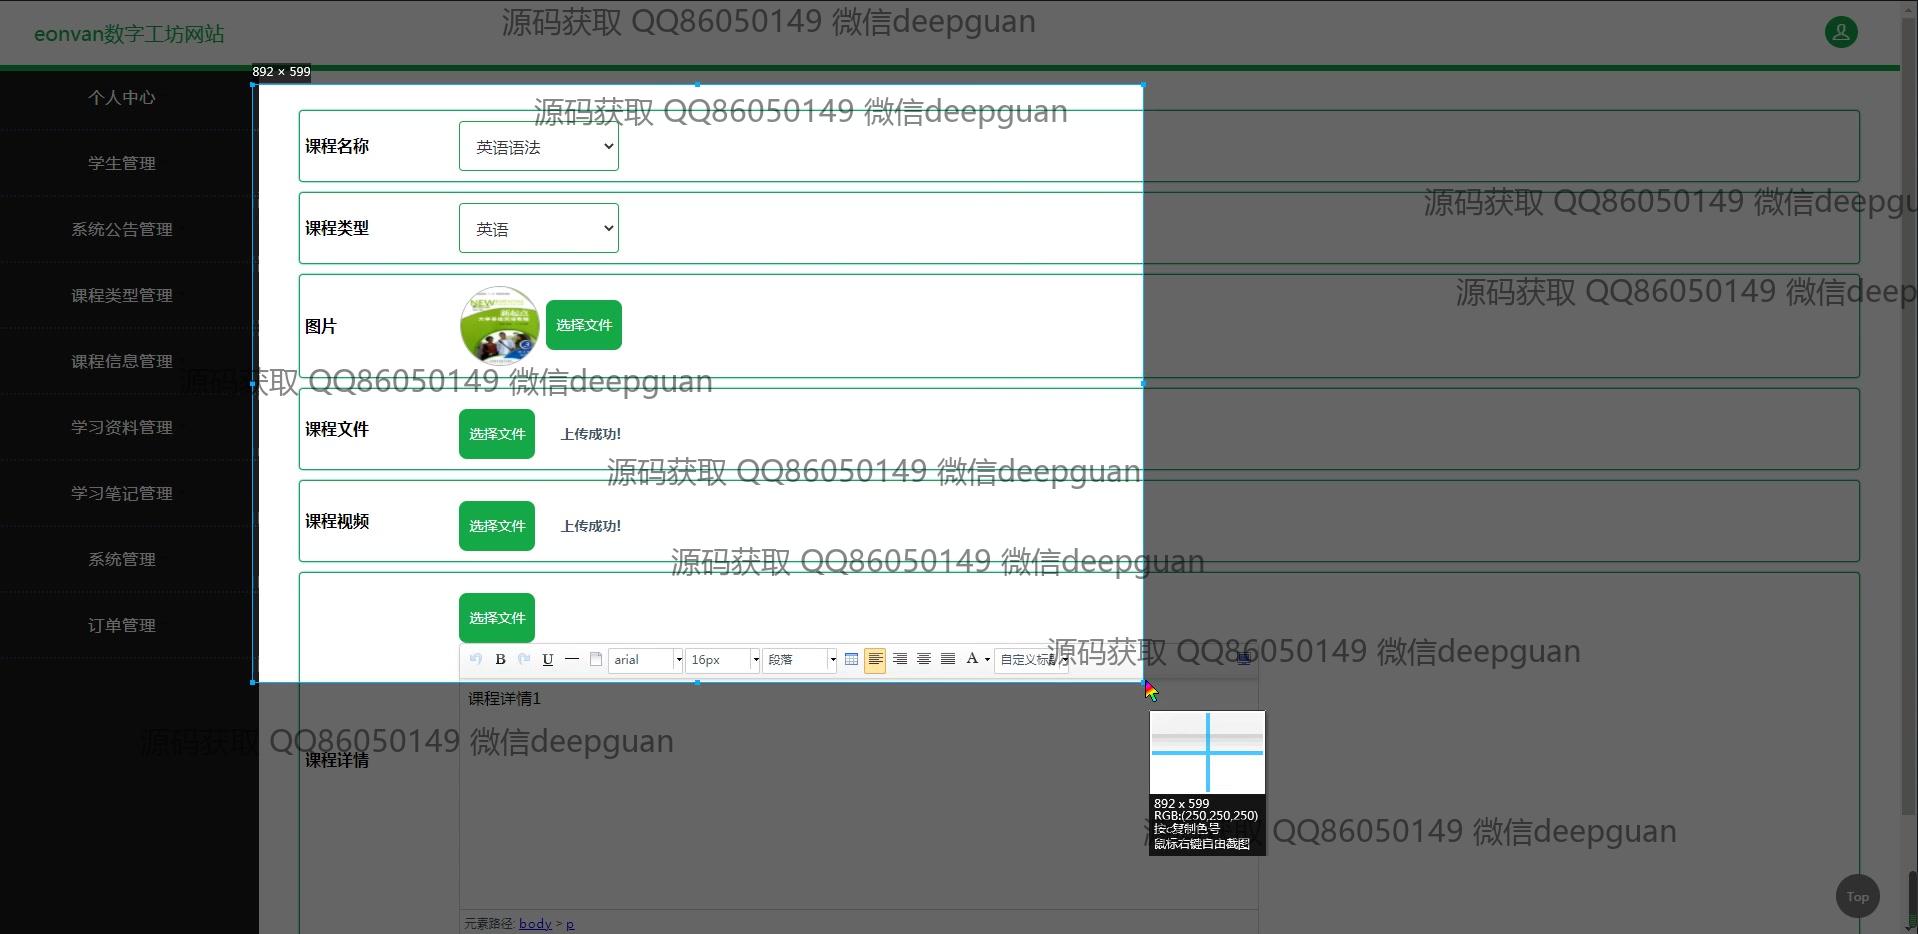 源码获取 QQ86050149 微信deepguan
eonvan数字工坊网站
892 × 599
个人中心
学生管理
系统公告管理
课程类型管理
课程信息管理
学习资料管理
学习笔记管理
系统管理
订单管理
源码获取 QQ86050149 微信deepguan
课程名称
英语语法
源码获取 QQ86050149 微信deepgu
课程类型
英语
源码获取 QQ86050149 微信deep
图片
NEW
新起点
选择文件
源码获取 QQ86050149 微信deepguan
课程文件
选择文件
上传成功!
源码获取 QQ86050149 微信deepguan
课程视频
选择文件
上传成功!
源码获取 QQ86050149 微信deepguan
选择文件
源码获取 QQ86050149 微信deepguan
B U arial 16px 段落 A 自定义标题
课程详情1
源码获取 QQ86050149 微信deepguan
课程详情
892 x 599
RGB:(250,250,250)
按c复制色号
鼠标右键自由截图
QQ86050149 微信deepguan
Top
元素路径: body > p